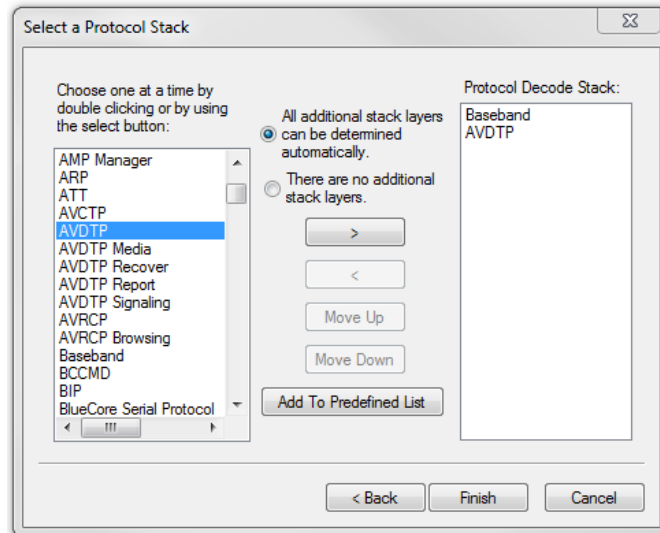 Select a Protocol Stack
Choose one at a time by
double clicking or by using
the select button:
AMP Manager
ARP
ATT
AVCTP
AVDTP
AVDTP Media
AVDTP Recover
AVDTP Report
AVDTP Signaling
AVRCP
AVRCP Browsing
Baseband
BCCMD
BIP
BlueCore Serial Protocol
All additional stack layers
can be determined
automatically.
There are no additional
stack layers.
>
<
Move Up
Move Down
Add To Predefined List
Protocol Decode Stack:
Baseband
AVDTP
< Back
Finish
Cancel